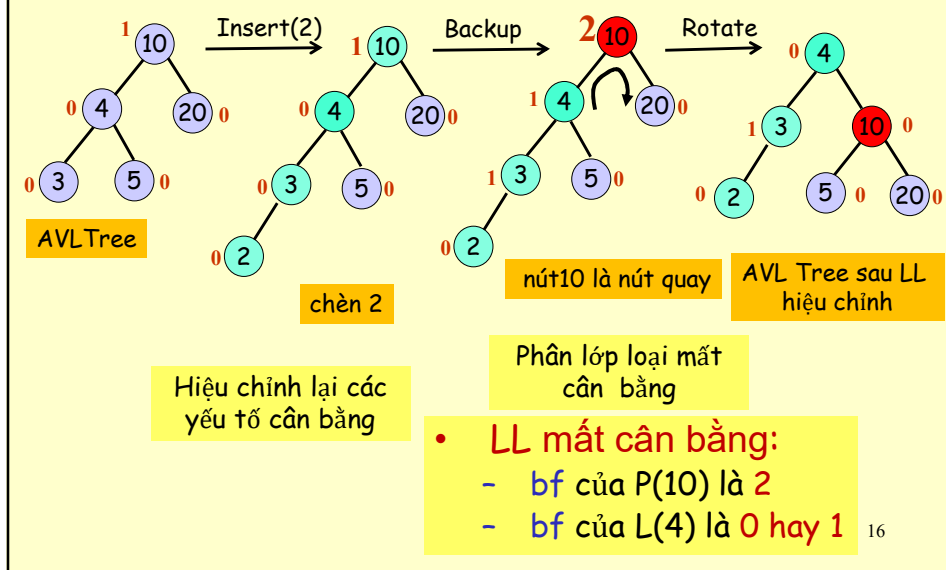 Insert(2)
Backup
Rotate
1 10
0 4
20 0
0 3
5 0
AVLTree
1 10
0 4
20 0
0 3
5 0
0 2
chèn 2
2 10
1 4
20 0
1 3
5 0
0 2
nút10 là nút quay
0 4
1 3
10 0
0 2
5 0
20 0
AVL Tree sau LL
hiệu chỉnh
Hiệu chỉnh lại các
yếu tố cân bằng
Phân lớp loại mất
cân bằng
• LL mất cân bằng:
– bf của P(10) là 2
– bf của L(4) là 0 hay 1
16